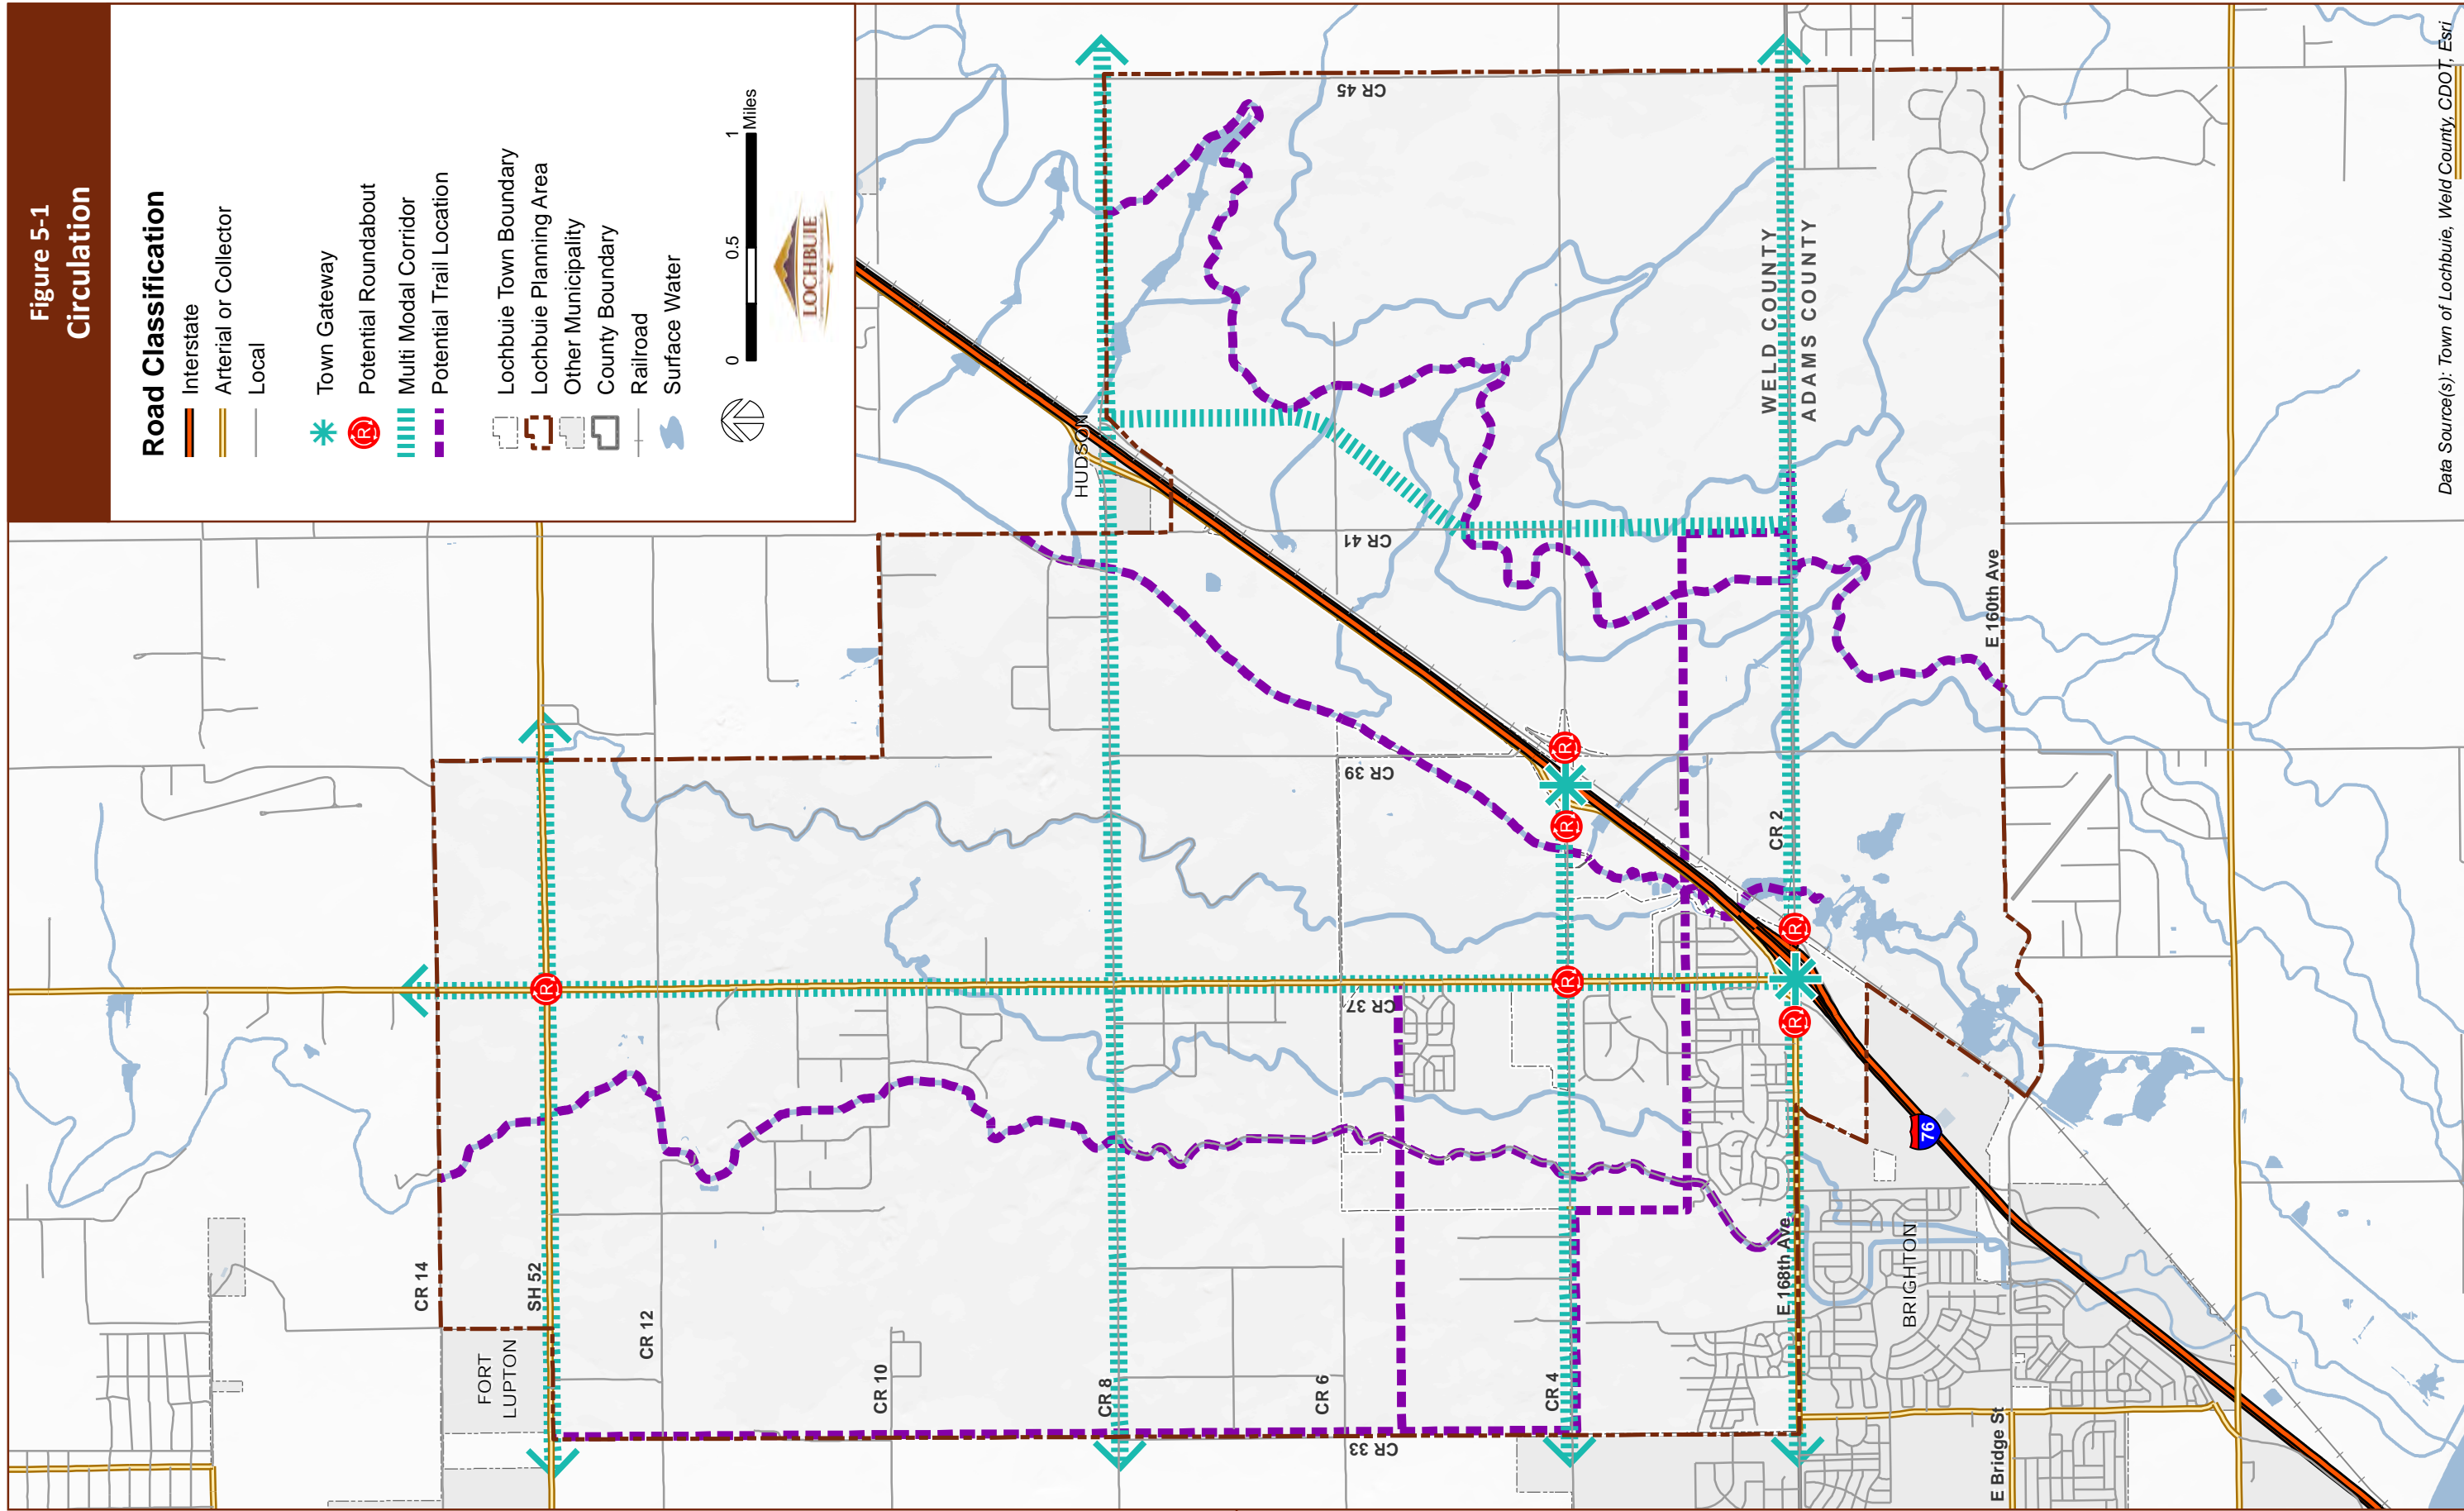 Figure 5-1
Circulation
Road Classification
Interstate
Arterial or Collector
Local
Town Gateway
Potential Roundabout
Multi Modal Corridor
Potential Trail Location
Lochbuie Town Boundary
Lochbuie Planning Area
Other Municipality
County Boundary
Railroad
Surface Water
0
0.5
1
Miles
LOCHBUIE
CR 14
SH 52
CR 12
CR 10
CR 8
CR 6
CR 4
E 168th Ave
CR 2
E 160th Ave
E Bridge St
CR 33
CR 37
CR 39
CR 41
CR 45
FORT
LUPTON
HUDSON
BRIGHTON
WELD COUNTY
ADAMS COUNTY
76
R
R
R
R
R
R
R
Data Source(s): Town of Lochbuie, Weld County, CDOT, Esri